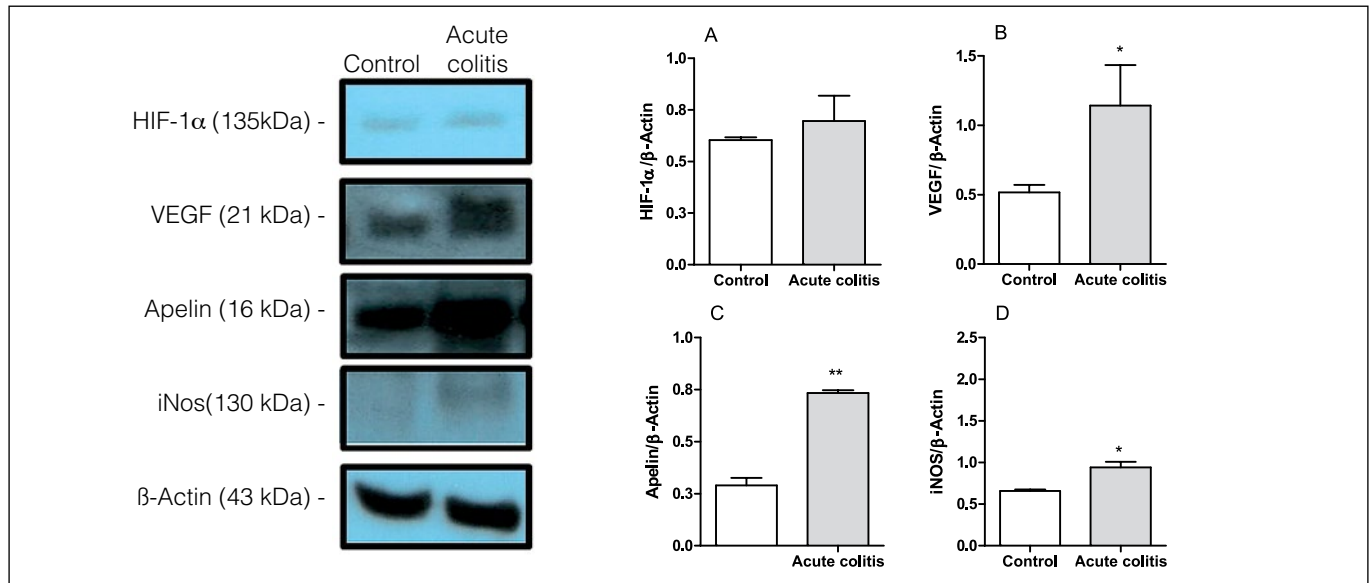 Control
Acute
colitis
HIF-1α (135kDa) -
VEGF (21 kDa) -
Apelin (16 kDa) -
iNos(130 kDa) -
ß-Actin (43 kDa) -
A
1.0
0.8
0.5
0.3
0.0
HIF-1α/β-Actin
Control
Acute colitis
B
*
1.5
1.0
0.5
0.0
VEGF/β-Actin
Control
Acute colitis
C
**
1.0
0.8
0.5
0.3
0.0
Apelin/β-Actin
Acute colitis
D
*
2.5
2.0
1.5
1.0
0.5
0.0
iNOS/β-Actin
Control
Acute colitis